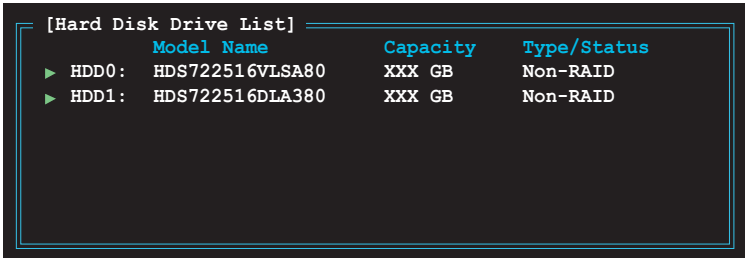 [Hard Disk Drive List]
Model Name Capacity Type/Status
▶ HDD0: HDS722516VLSA80 XXX GB Non-RAID
▶ HDD1: HDS722516DLA380 XXX GB Non-RAID